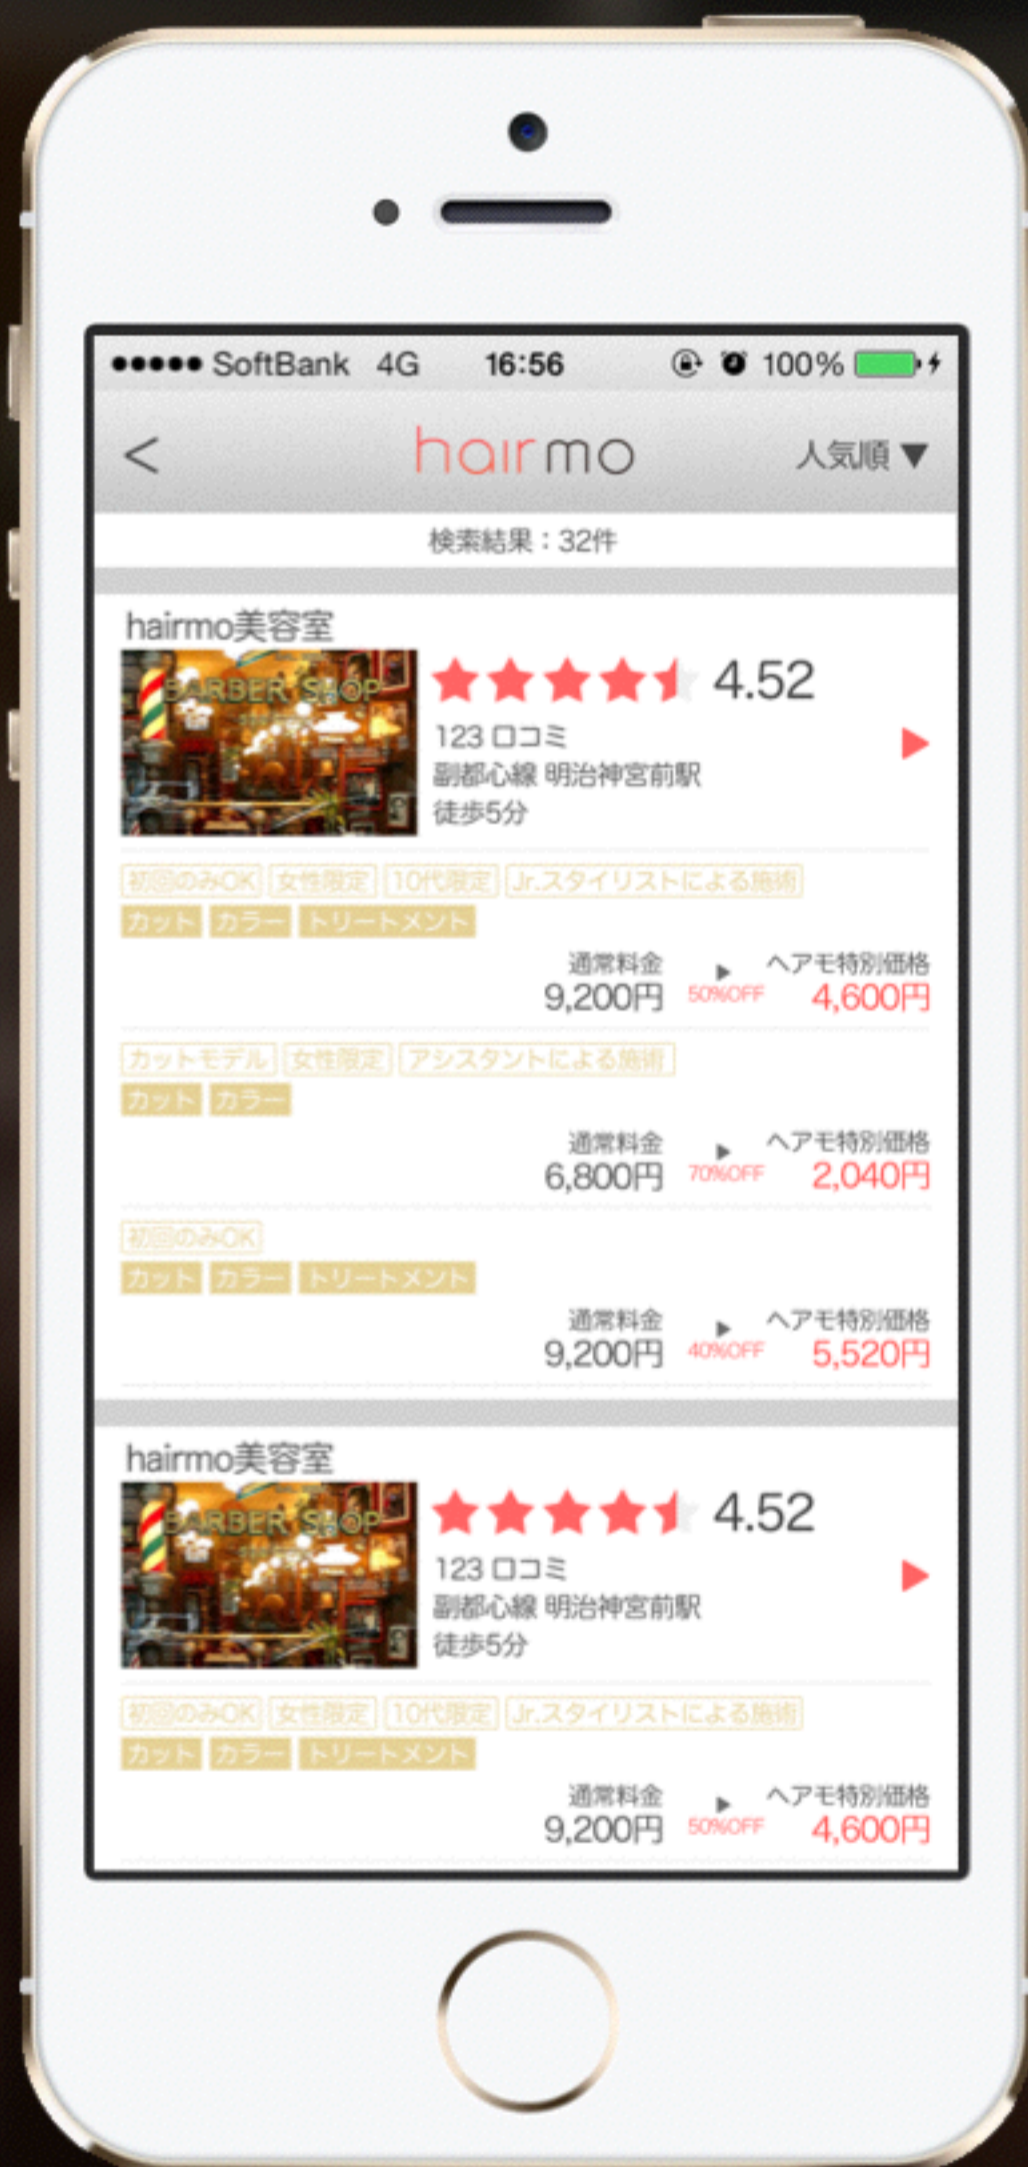 ●●●●● SoftBank 4G 16:56 100%
< hairmo 人気順 ▼
検索結果：32件
hairmo美容室
BARBER SHOP
4.52
123 口コミ
副都心線 明治神宮前駅
徒歩5分
初回のみOK 女性限定 10代限定 Jr.スタイリストによる施術
カット カラー トリートメント
通常料金 ▶ ヘアモ特別価格
9,200円 50%OFF 4,600円
カットモデル 女性限定 アシスタントによる施術
カット カラー
通常料金 ▶ ヘアモ特別価格
6,800円 70%OFF 2,040円
初回のみOK
カット カラー トリートメント
通常料金 ▶ ヘアモ特別価格
9,200円 40%OFF 5,520円
hairmo美容室
BARBER SHOP
4.52
123 口コミ
副都心線 明治神宮前駅
徒歩5分
初回のみOK 女性限定 10代限定 Jr.スタイリストによる施術
カット カラー トリートメント
通常料金 ▶ ヘアモ特別価格
9,200円 50%OFF 4,600円